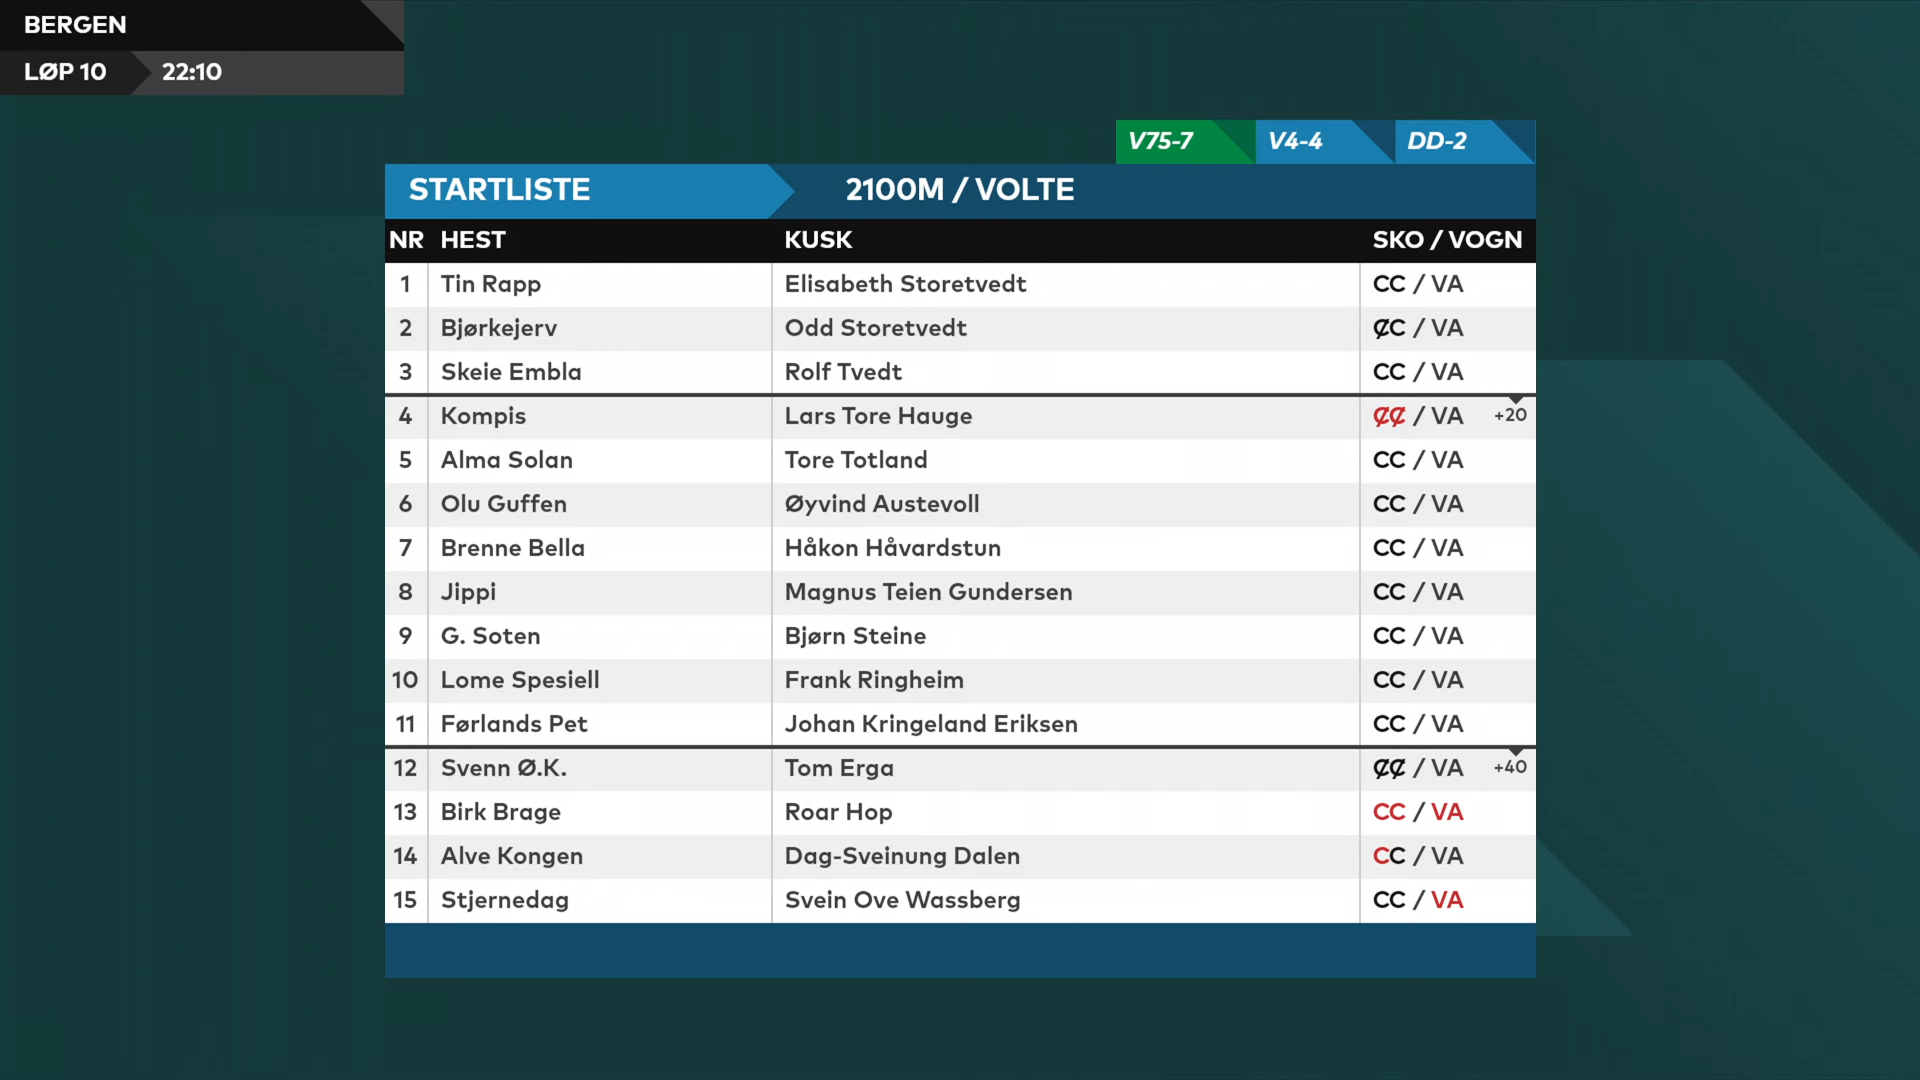 BERGEN
LØP 10 22:10
V75-7 V4-4 DD-2
STARTLISTE 2100M / VOLTE
NR HEST KUSK SKO / VOGN
1 Tin Rapp Elisabeth Storetvedt CC / VA
2 Bjørkejerv Odd Storetvedt ₡C / VA
3 Skeie Embla Rolf Tvedt CC / VA
4 Kompis Lars Tore Hauge ₡₡ / VA +20
5 Alma Solan Tore Totland CC / VA
6 Olu Guffen Øyvind Austevoll CC / VA
7 Brenne Bella Håkon Håvardstun CC / VA
8 Jippi Magnus Teien Gundersen CC / VA
9 G. Soten Bjørn Steine CC / VA
10 Lome Spesiell Frank Ringheim CC / VA
11 Førlands Pet Johan Kringeland Eriksen CC / VA
12 Svenn Ø.K. Tom Erga ₡₡ / VA +40
13 Birk Brage Roar Hop CC / VA
14 Alve Kongen Dag-Sveinung Dalen CC / VA
15 Stjernedag Svein Ove Wassberg CC / VA